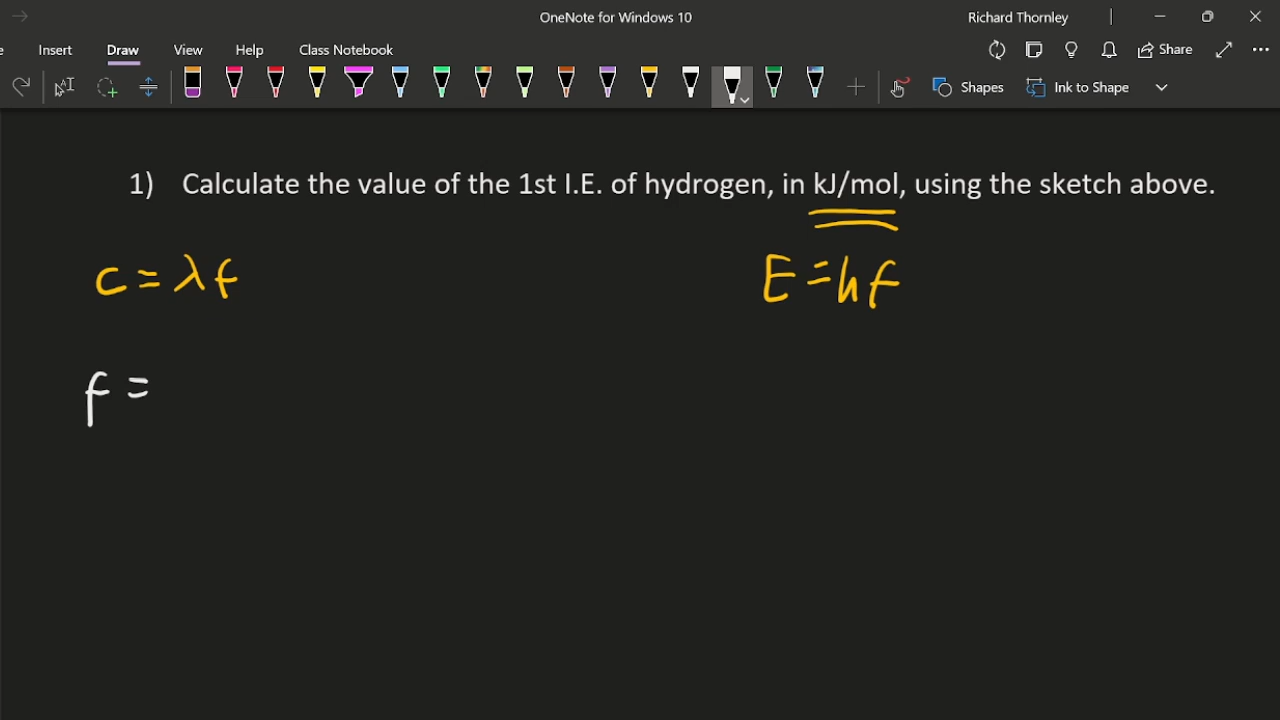 OneNote for Windows 10
Richard Thornley
e Insert Draw View Help Class Notebook Share
Shapes Ink to Shape
1) Calculate the value of the 1st I.E. of hydrogen, in kJ/mol, using the sketch above.
c = λf E = hf
f =